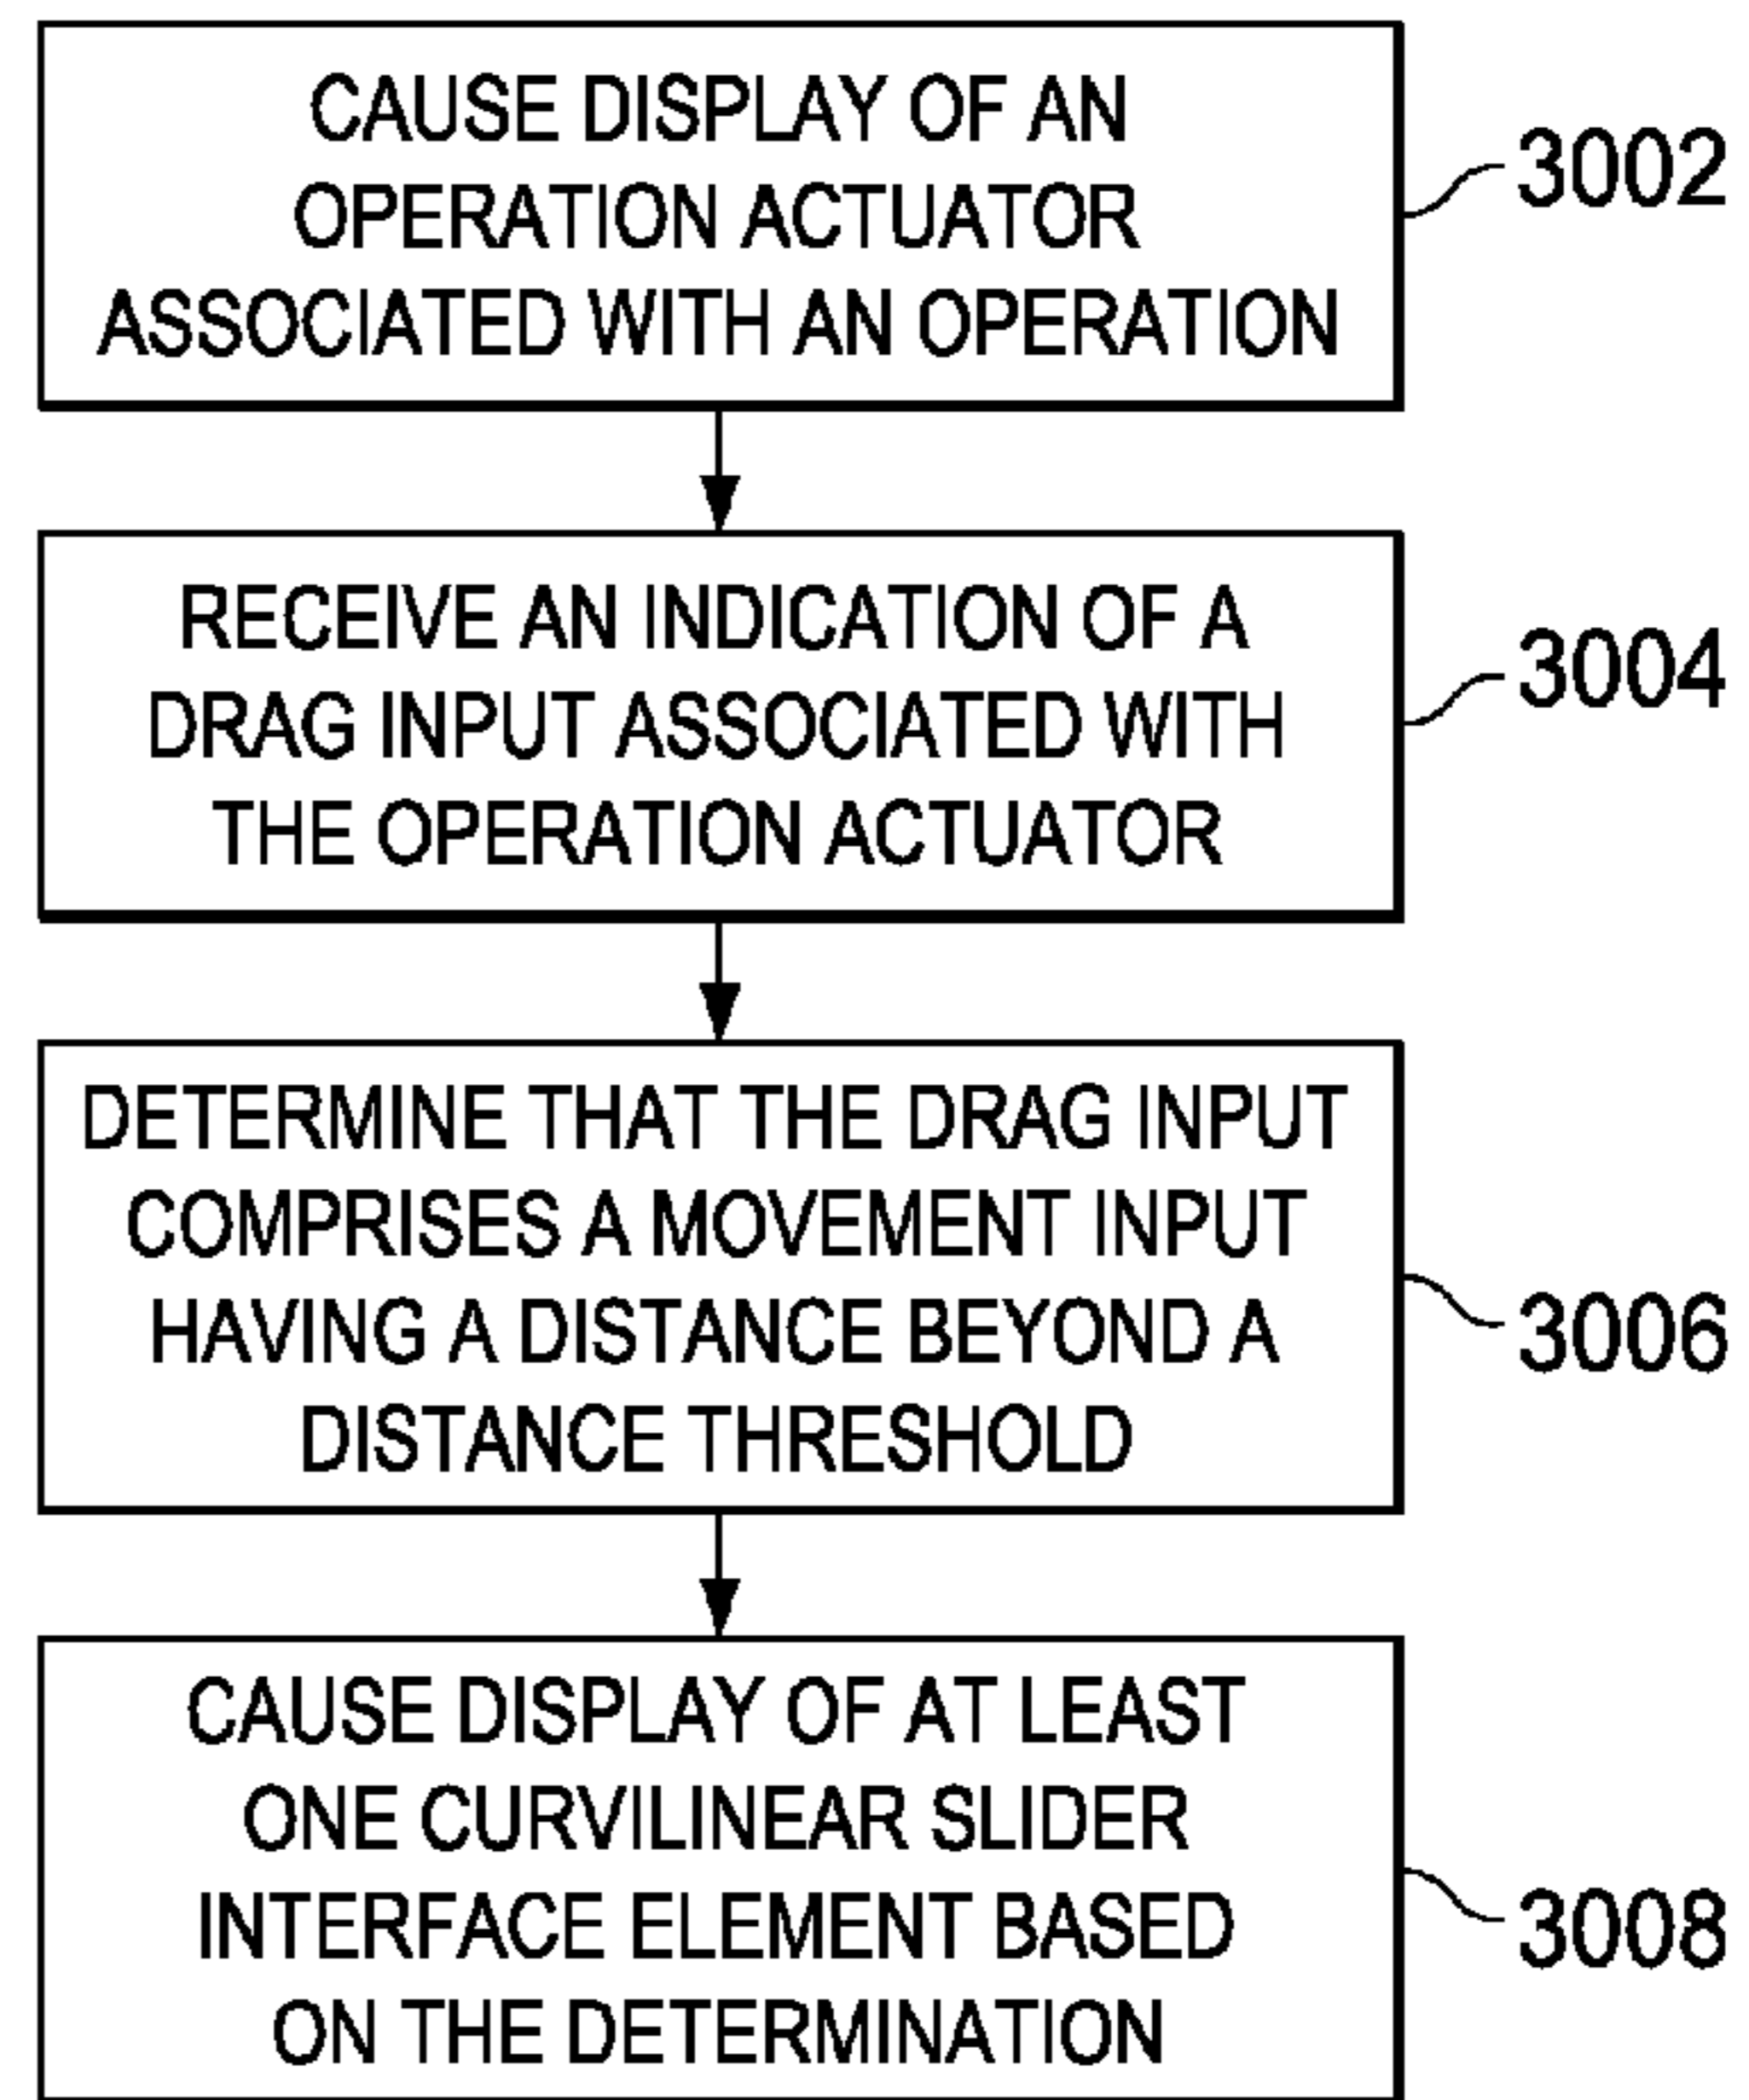 CAUSE DISPLAY OF AN
OPERATION ACTUATOR
ASSOCIATED WITH AN OPERATION
3002
RECEIVE AN INDICATION OF A
DRAG INPUT ASSOCIATED WITH
THE OPERATION ACTUATOR
3004
DETERMINE THAT THE DRAG INPUT
COMPRISES A MOVEMENT INPUT
HAVING A DISTANCE BEYOND A
DISTANCE THRESHOLD
3006
CAUSE DISPLAY OF AT LEAST
ONE CURVILINEAR SLIDER
INTERFACE ELEMENT BASED
ON THE DETERMINATION
3008